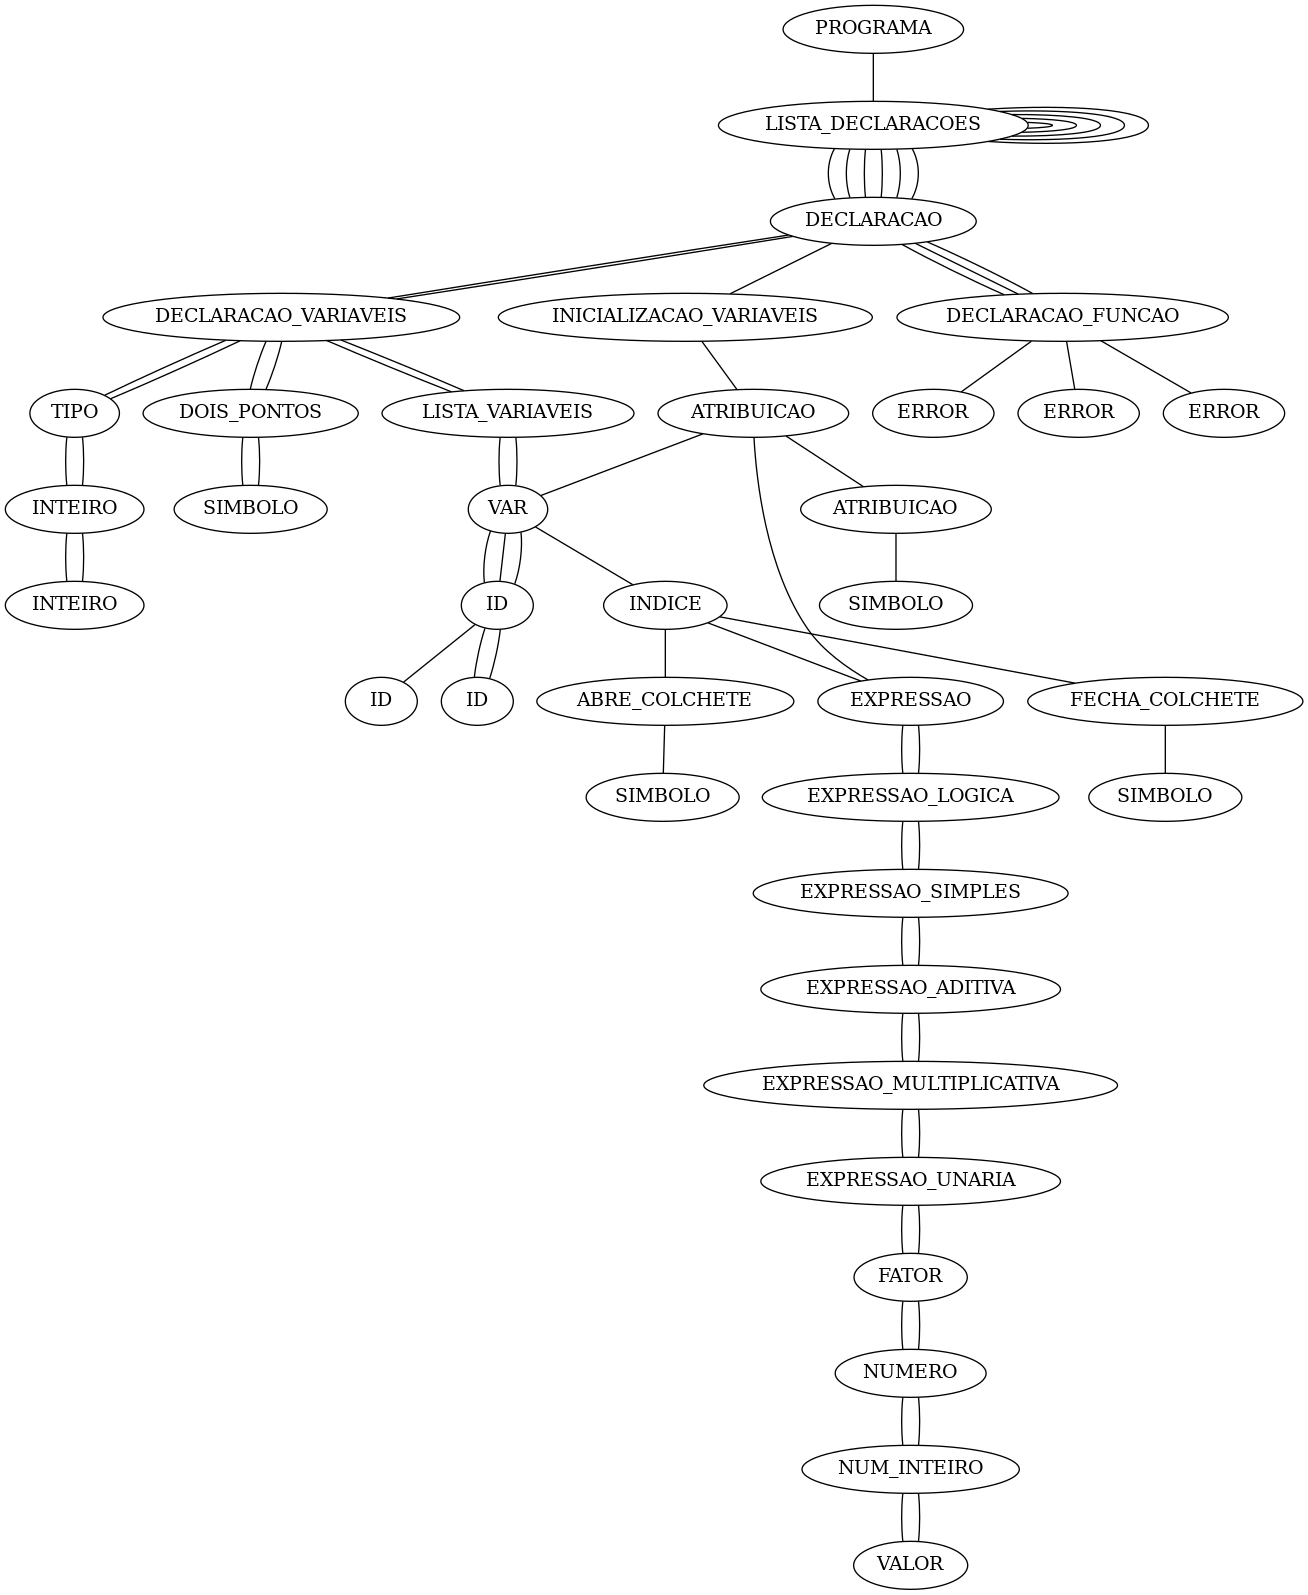 PROGRAMA
LISTA_DECLARACOES
DECLARACAO
DECLARACAO_VARIAVEIS
INICIALIZACAO_VARIAVEIS
DECLARACAO_FUNCAO
TIPO
DOIS_PONTOS
LISTA_VARIAVEIS
ATRIBUICAO
ERROR
ERROR
ERROR
INTEIRO
SIMBOLO
VAR
ATRIBUICAO
INTEIRO
ID
INDICE
SIMBOLO
ID
ID
ABRE_COLCHETE
EXPRESSAO
FECHA_COLCHETE
SIMBOLO
EXPRESSAO_LOGICA
SIMBOLO
EXPRESSAO_SIMPLES
EXPRESSAO_ADITIVA
EXPRESSAO_MULTIPLICATIVA
EXPRESSAO_UNARIA
FATOR
NUMERO
NUM_INTEIRO
VALOR